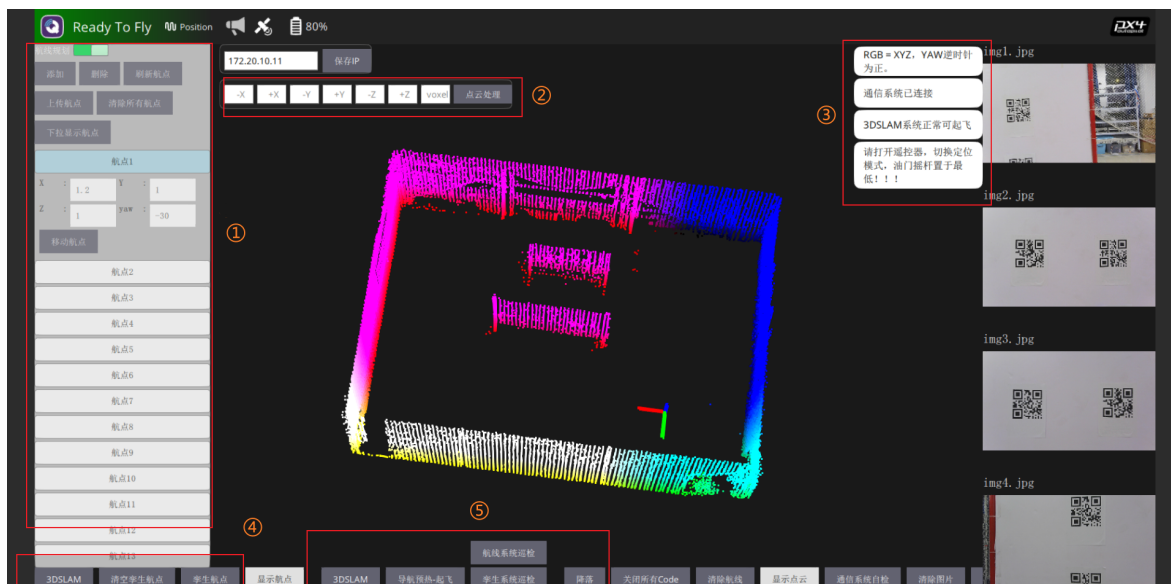 Ready To Fly
Position
80%
PX4
autopilot
航线规划
添加
删除
刷新航点
上传航点
清除所有航点
下拉显示航点
航点1
X : 1.2 Y : 1
Z : 1 yaw : -30
移动航点
航点2
航点3
航点4
航点5
航点6
航点7
航点8
航点9
航点10
航点11
航点12
航点13
①
172.20.10.11
保存IP
-X +X -Y +Y -Z +Z voxel 点云处理
②
③
RGB = XYZ, YAW逆时针
为正。
通信系统已连接
3DSLAM系统正常可起飞
请打开遥控器，切换定位
模式，油门摇杆置于最
低！！！
img1.jpg
img2.jpg
img3.jpg
img4.jpg
④
⑤
航线系统巡检
3DSLAM
清空孪生航点
孪生航点
显示航点
3DSLAM
导航预热-起飞
孪生系统巡检
降落
关闭所有Code
清除航线
显示点云
通信系统自检
清除图片